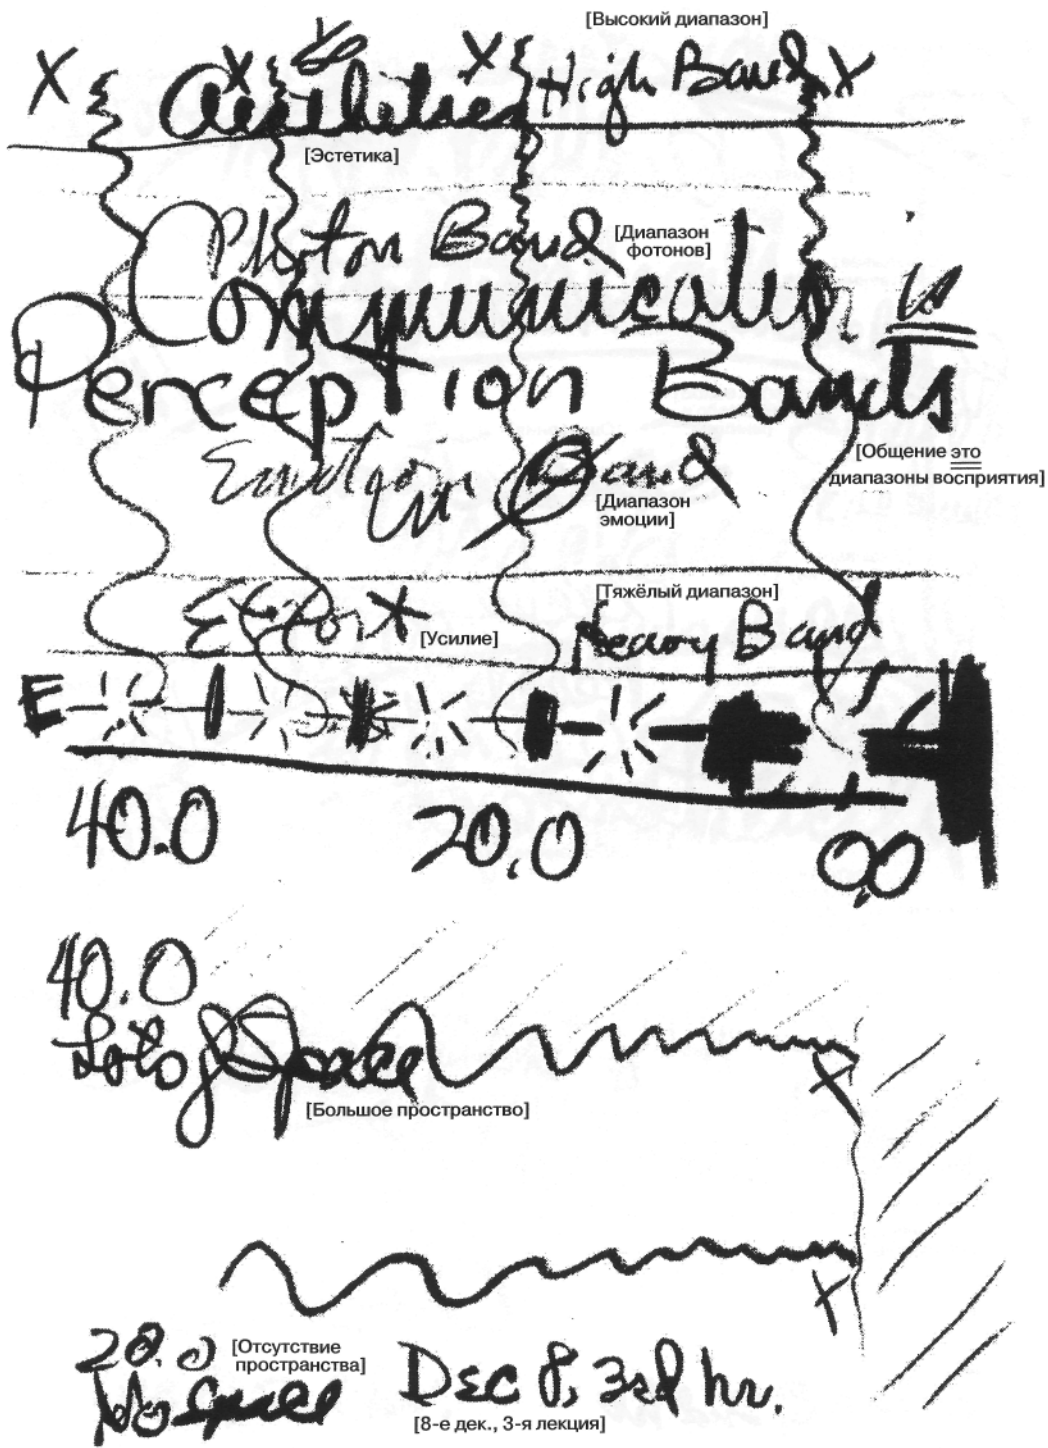 [Высокий диапазон]
X X X High Band X
Aesthetics
[Эстетика]
Photon Band
[Диапазон
фотонов]
Communication is
Perception Bands
[Общение это
диапазоны восприятия]
Emotion Band
[Диапазон
эмоции]
[Тяжёлый диапазон]
Effort
[Усилие]
Heavy Band
E
40.0 20.0 0.0
40.0
Lots of Space
[Большое пространство]
X
X
20.0
[Отсутствие
пространства]
No space
Dec 8, 3rd hr.
[8-е дек., 3-я лекция]